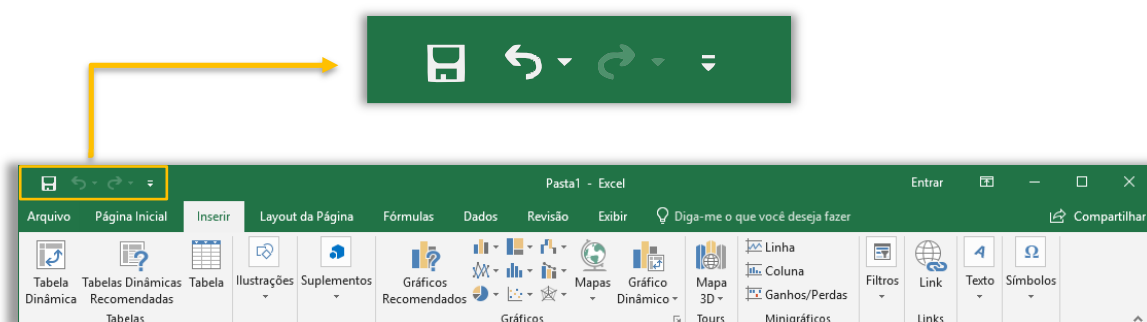 Pasta1 - Excel
Entrar
Arquivo Página Inicial Inserir Layout da Página Fórmulas Dados Revisão Exibir Diga-me o que você deseja fazer Compartilhar
Tabela Dinâmica
Tabelas Dinâmicas Recomendadas
Tabela
Ilustrações
Suplementos
Gráficos Recomendados
Mapas
Gráfico Dinâmico
Mapa 3D
Linha
Coluna
Ganhos/Perdas
Filtros
Link
Texto
Símbolos
Tabelas
Gráficos
Tours
Minigráficos
Links